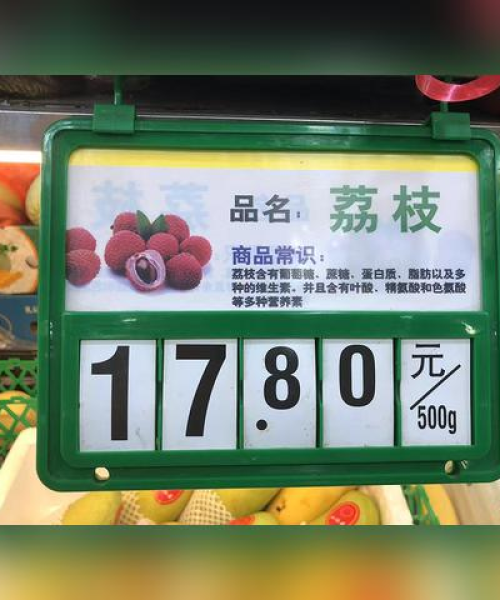 品名: 荔枝
商品常识:
荔枝含有葡萄糖、蔗糖、蛋白质、脂肪以及多
种的维生素。并且含有叶酸、精氨酸和色氨酸
等多种营养素
17.80 元/500g